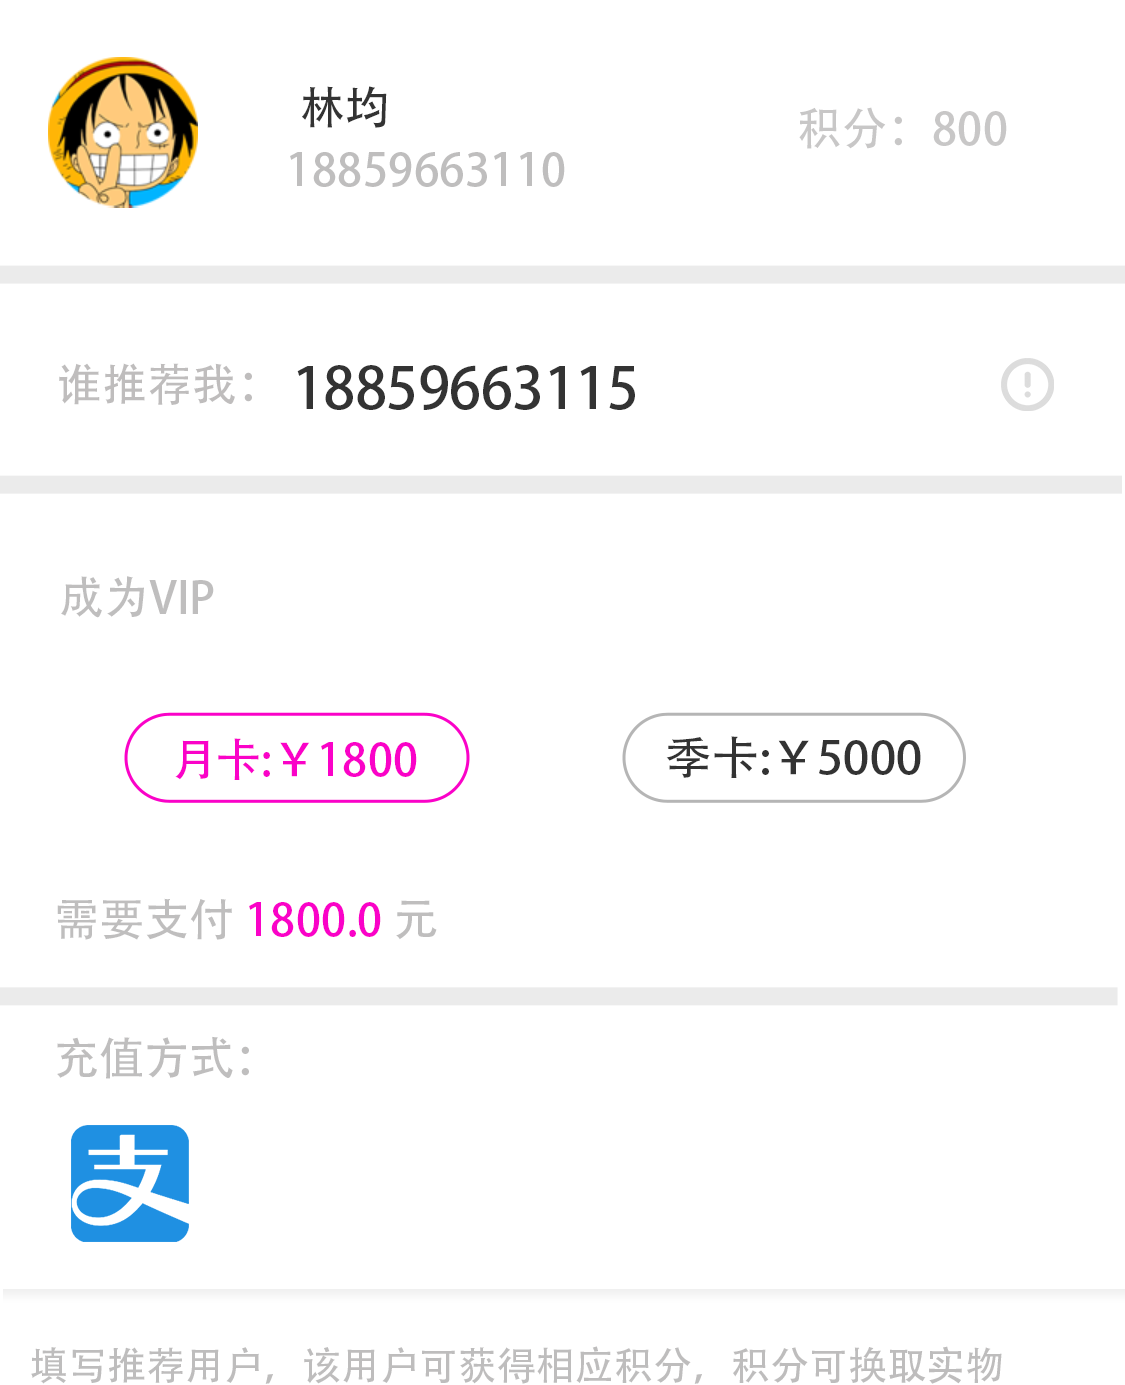 林均
18859663110
积分：800
谁推荐我：18859663115
成为VIP
月卡:￥1800
季卡:￥5000
需要支付 1800.0 元
充值方式：
支
填写推荐用户，该用户可获得相应积分，积分可换取实物